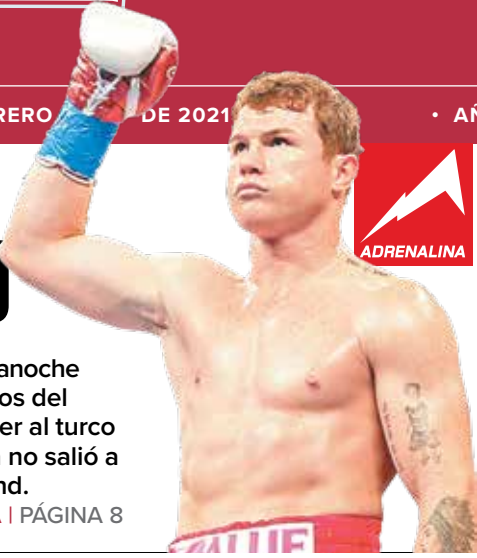 RERO DE 2021 • AÑ
ADRENALINA
anoche
os del
er al turco
no salió a
nd.
| PÁGINA 8